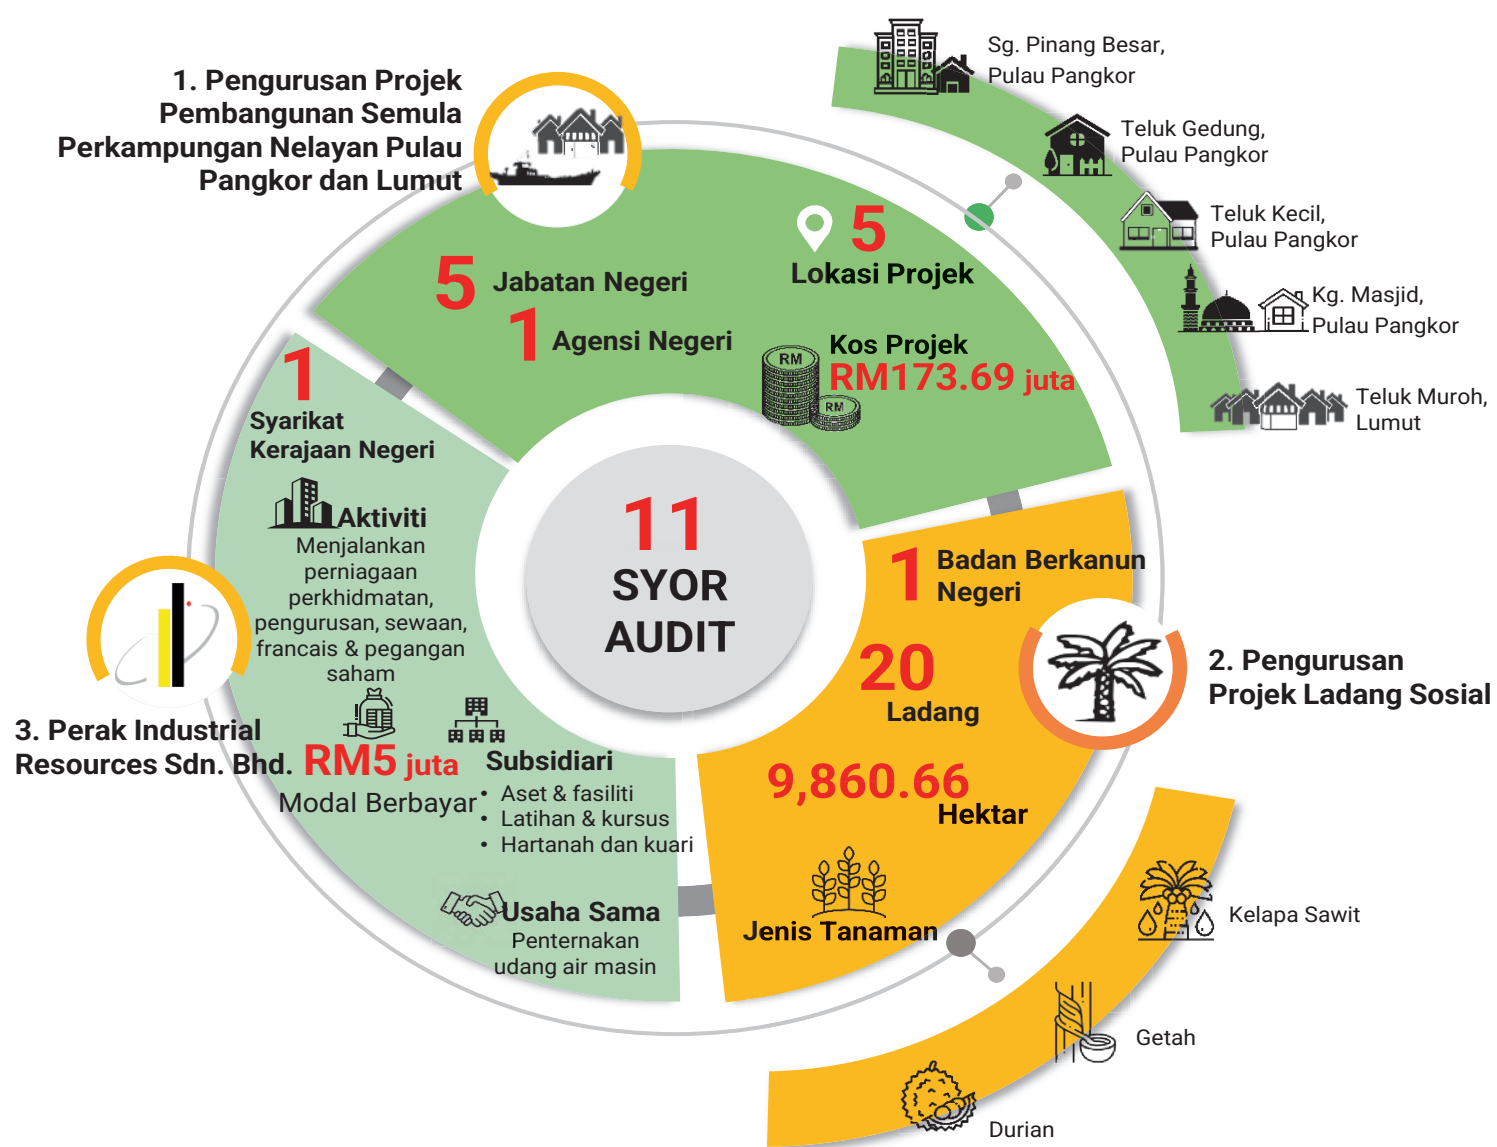 1. Pengurusan Projek
Pembangunan Semula
Perkampungan Nelayan Pulau
Pangkor dan Lumut
5 Jabatan Negeri
1 Agensi Negeri
5
Lokasi Projek
Kos Projek
RM
RM
RM173.69 juta
Sg. Pinang Besar,
Pulau Pangkor
Teluk Gedung,
Pulau Pangkor
Teluk Kecil,
Pulau Pangkor
Kg. Masjid,
Pulau Pangkor
Teluk Muroh,
Lumut
11
SYOR
AUDIT
1 Badan Berkanun
Negeri
20
Ladang
9,860.66
Hektar
Jenis Tanaman
2. Pengurusan
Projek Ladang Sosial
Kelapa Sawit
Getah
Durian
1
Syarikat
Kerajaan Negeri
Aktiviti
Menjalankan
perniagaan
perkhidmatan,
pengurusan, sewaan,
francais & pegangan
saham
3. Perak Industrial
Resources Sdn. Bhd.
RM5 juta
Modal Berbayar
Subsidiari
• Aset & fasiliti
• Latihan & kursus
• Hartanah dan kuari
Usaha Sama
Penternakan
udang air masin